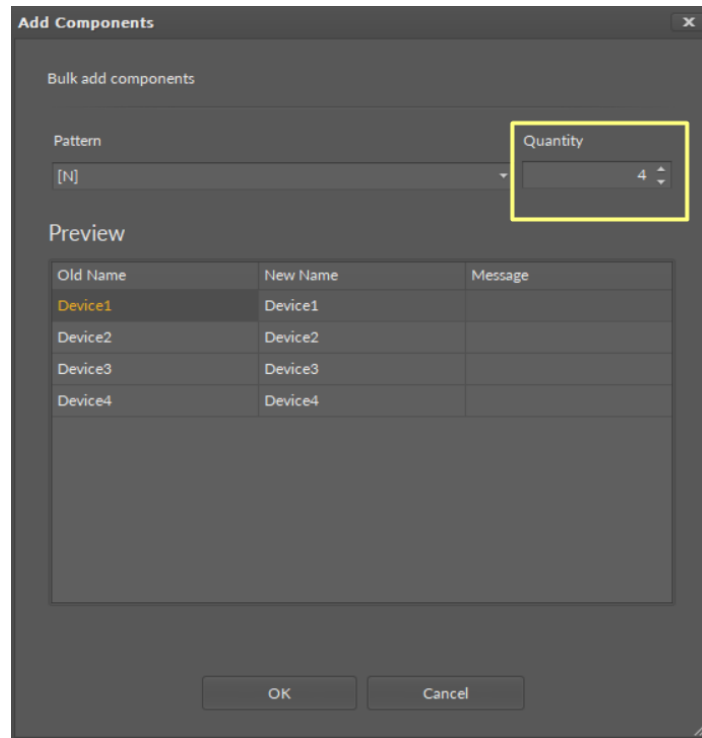 Add Components
Bulk add components
Pattern Quantity
[N] 4
Preview
Old Name New Name Message
Device1 Device1
Device2 Device2
Device3 Device3
Device4 Device4
OK Cancel